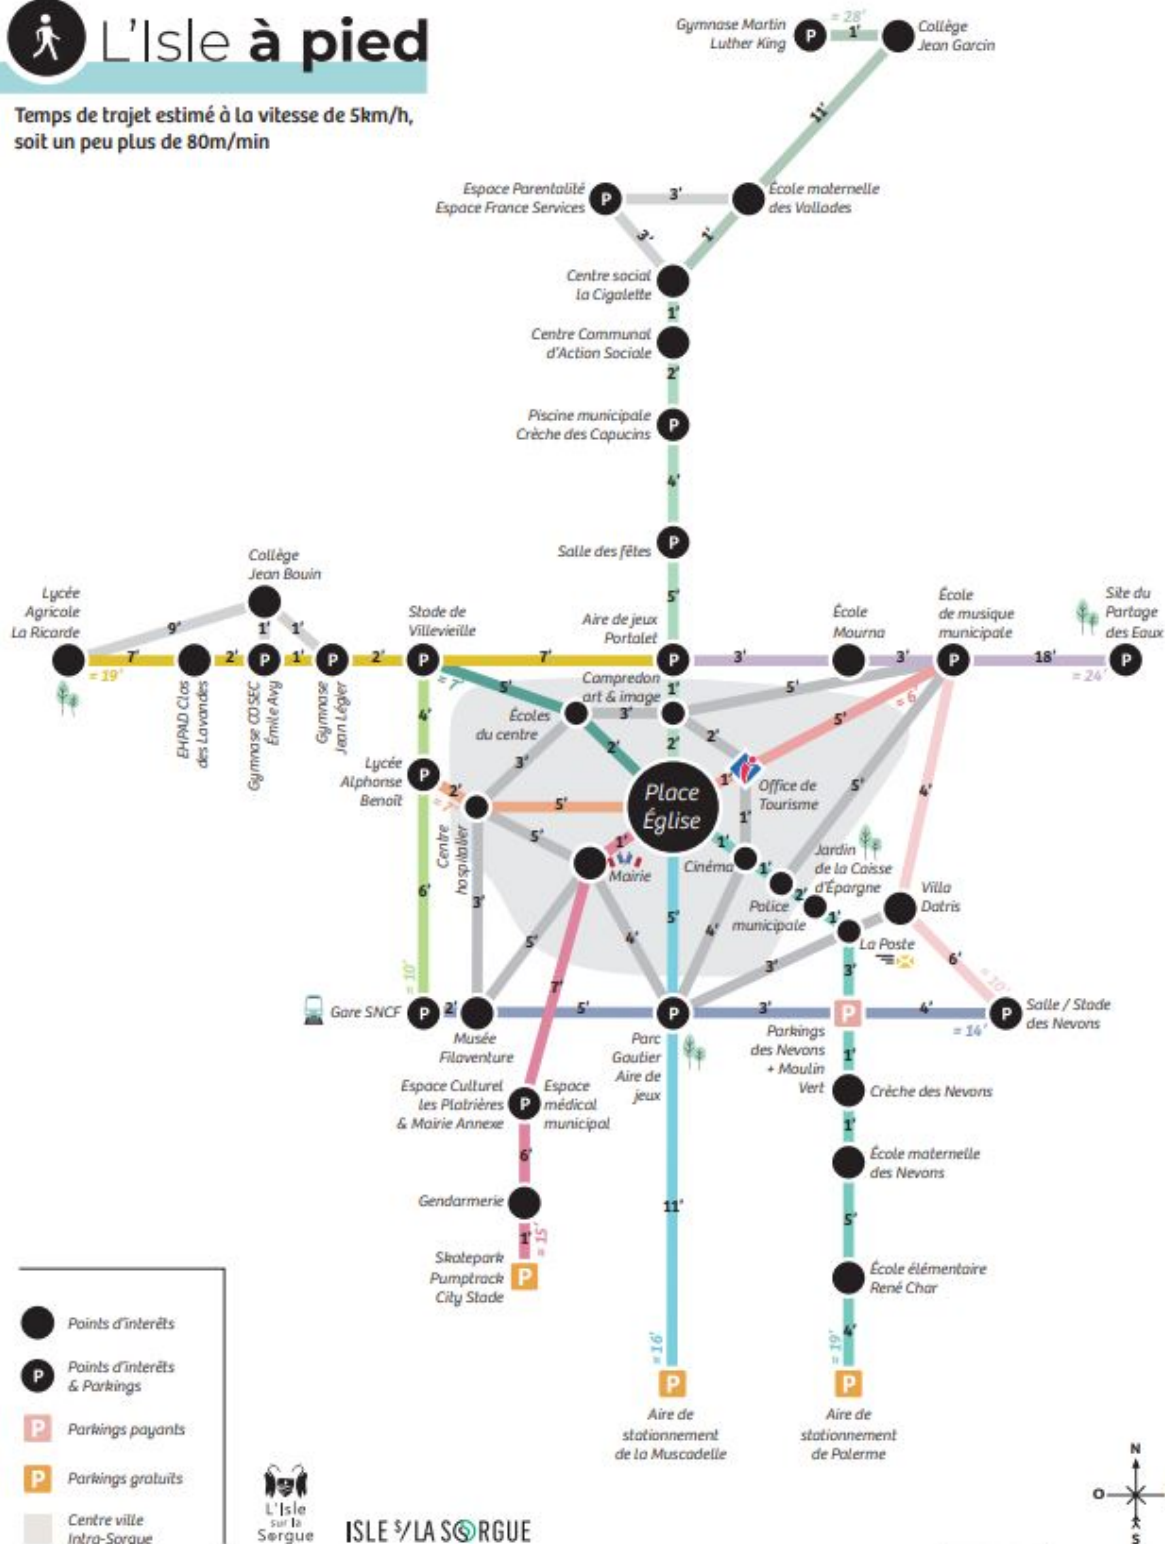 L'Isle à pied
Temps de trajet estimé à la vitesse de 5km/h,
soit un peu plus de 80m/min
Gymnase Martin
Luther King
P
= 28'
1'
Collège
Jean Garcin
11'
Espace Parentalité
Espace France Services
P
3'
École maternelle
des Vallades
3'
1'
Centre social
la Cigalette
1'
Centre Communal
d'Action Sociale
2'
Piscine municipale
Crèche des Capucins
P
4'
Salle des fêtes
P
5'
Collège
Jean Bouin
Lycée
Agricole
La Ricarde
9'
1'
1'
7'
= 19'
EHPAD Clos
des Lavandes
2'
P
Gymnase COSEC
Émile Avy
1'
P
Gymnase
Jean Légier
2'
Stade de
Villevieille
P
7'
Aire de jeux
Portalet
P
3'
École
Mourna
3'
École
de musique
municipale
P
18'
= 24'
Site du
Partage
des Eaux
P
= 7'
5'
Campredon
art & image
1'
5'
= 6'
5'
4'
Écoles
du centre
3'
2'
2'
2'
3'
Lycée
Alphonse
Benoît
P
2'
= 7'
5'
Place
Église
1'
Office de
Tourisme
5'
4'
Centre
hospitalier
5'
1'
Mairie
1'
1'
Cinéma
1'
Police
municipale
2'
Jardin
de la Caisse
d'Épargne
1'
La Poste
Villa
Datris
6'
= 10'
3'
5'
4'
5'
4'
3'
3'
6'
= 10'
7'
Gare SNCF
P
2'
Musée
Filaventure
5'
P
Parc
Gautier
Aire de
jeux
3'
P
Parkings
des Nevons
+ Moulin
Vert
4'
= 14'
P
Salle / Stade
des Nevons
1'
Crèche des Nevons
1'
École maternelle
des Nevons
5'
École élémentaire
René Char
4'
= 19'
P
Aire de
stationnement
de Palerme
Espace Culturel
les Platrières
& Mairie Annexe
P
Espace
médical
municipal
6'
Gendarmerie
1'
= 15'
Skatepark
Pumptrack
City Stade
P
11'
= 16'
P
Aire de
stationnement
de la Muscadelle
Points d'interêts
P
Points d'interêts
& Parkings
P
Parkings payants
P
Parkings gratuits
Centre ville
Intra-Sorgue
L'Isle
sur la
Sorgue
ISLE S/ LA SORGUE
N
O
S